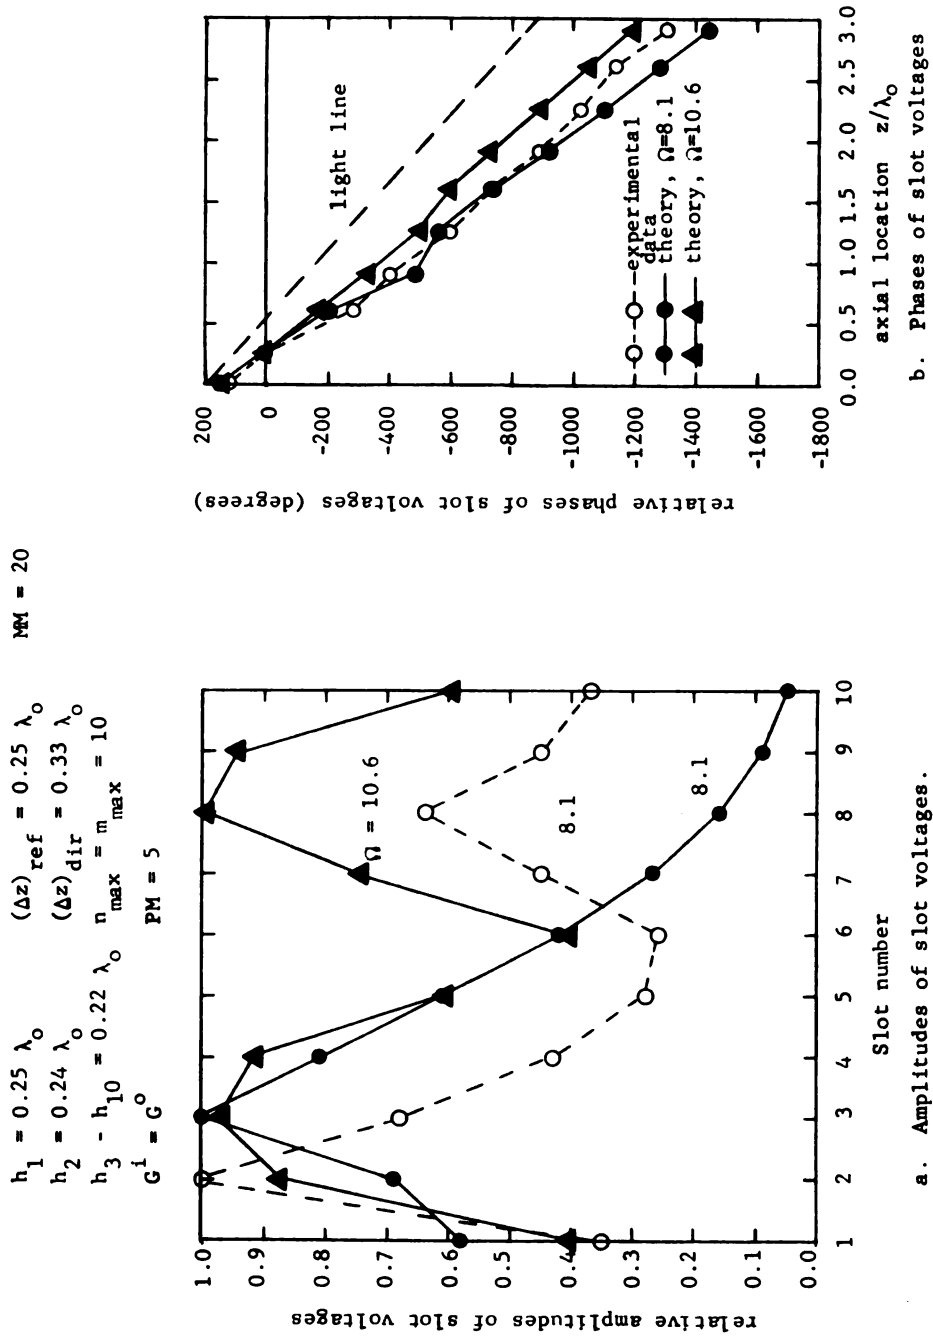 h1 = 0.25 λo (Δz)ref = 0.25 λo MM = 20
h2 = 0.24 λo (Δz)dir = 0.33 λo
h3 - h10 = 0.22 λo nmax = mmax = 10
G^i = G^o PM = 5
relative amplitudes of slot voltages
1.0
0.9
0.8
0.7
0.6
0.5
0.4
0.3
0.2
0.1
0.0
Ω = 10.6
8.1
8.1
1 2 3 4 5 6 7 8 9 10
Slot number
a. Amplitudes of slot voltages.
relative phases of slot voltages (degrees)
200
0
-200
-400
-600
-800
-1000
-1200
-1400
-1600
-1800
light line
experimental
data
theory, Ω=8.1
theory, Ω=10.6
0.0 0.5 1.0 1.5 2.0 2.5 3.0
axial location z/λo
b. Phases of slot voltages